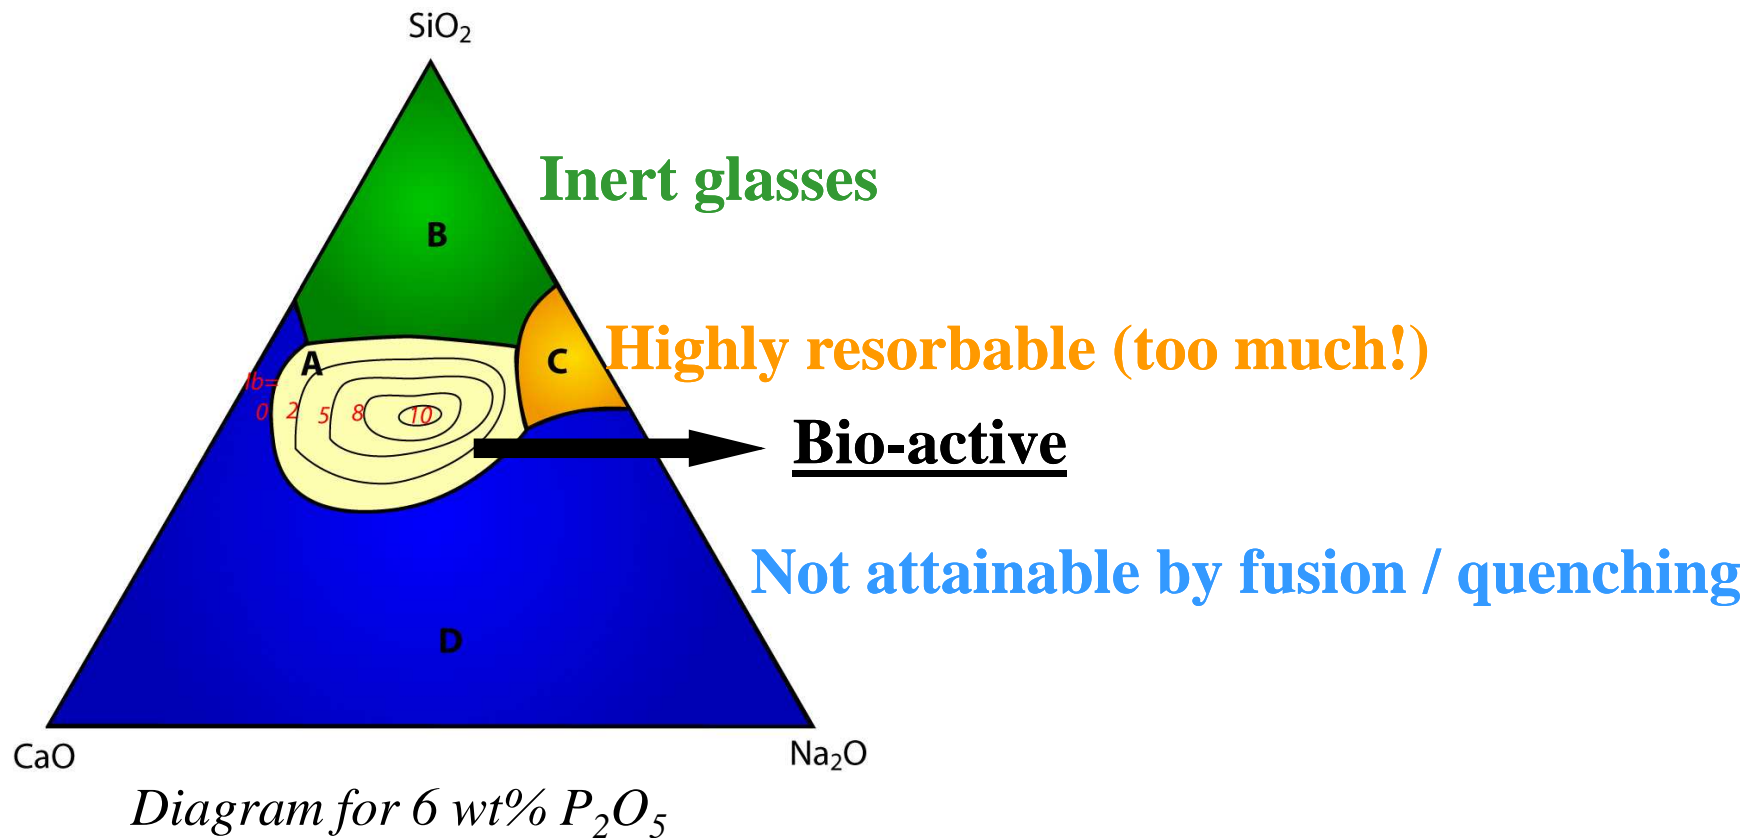 SiO₂
Inert glasses
B
Highly resorbable (too much!)
A
C
Ib=
0 2 5 8 10
Bio-active
Not attainable by fusion / quenching
D
CaO
Na₂O
Diagram for 6 wt% P₂O₅